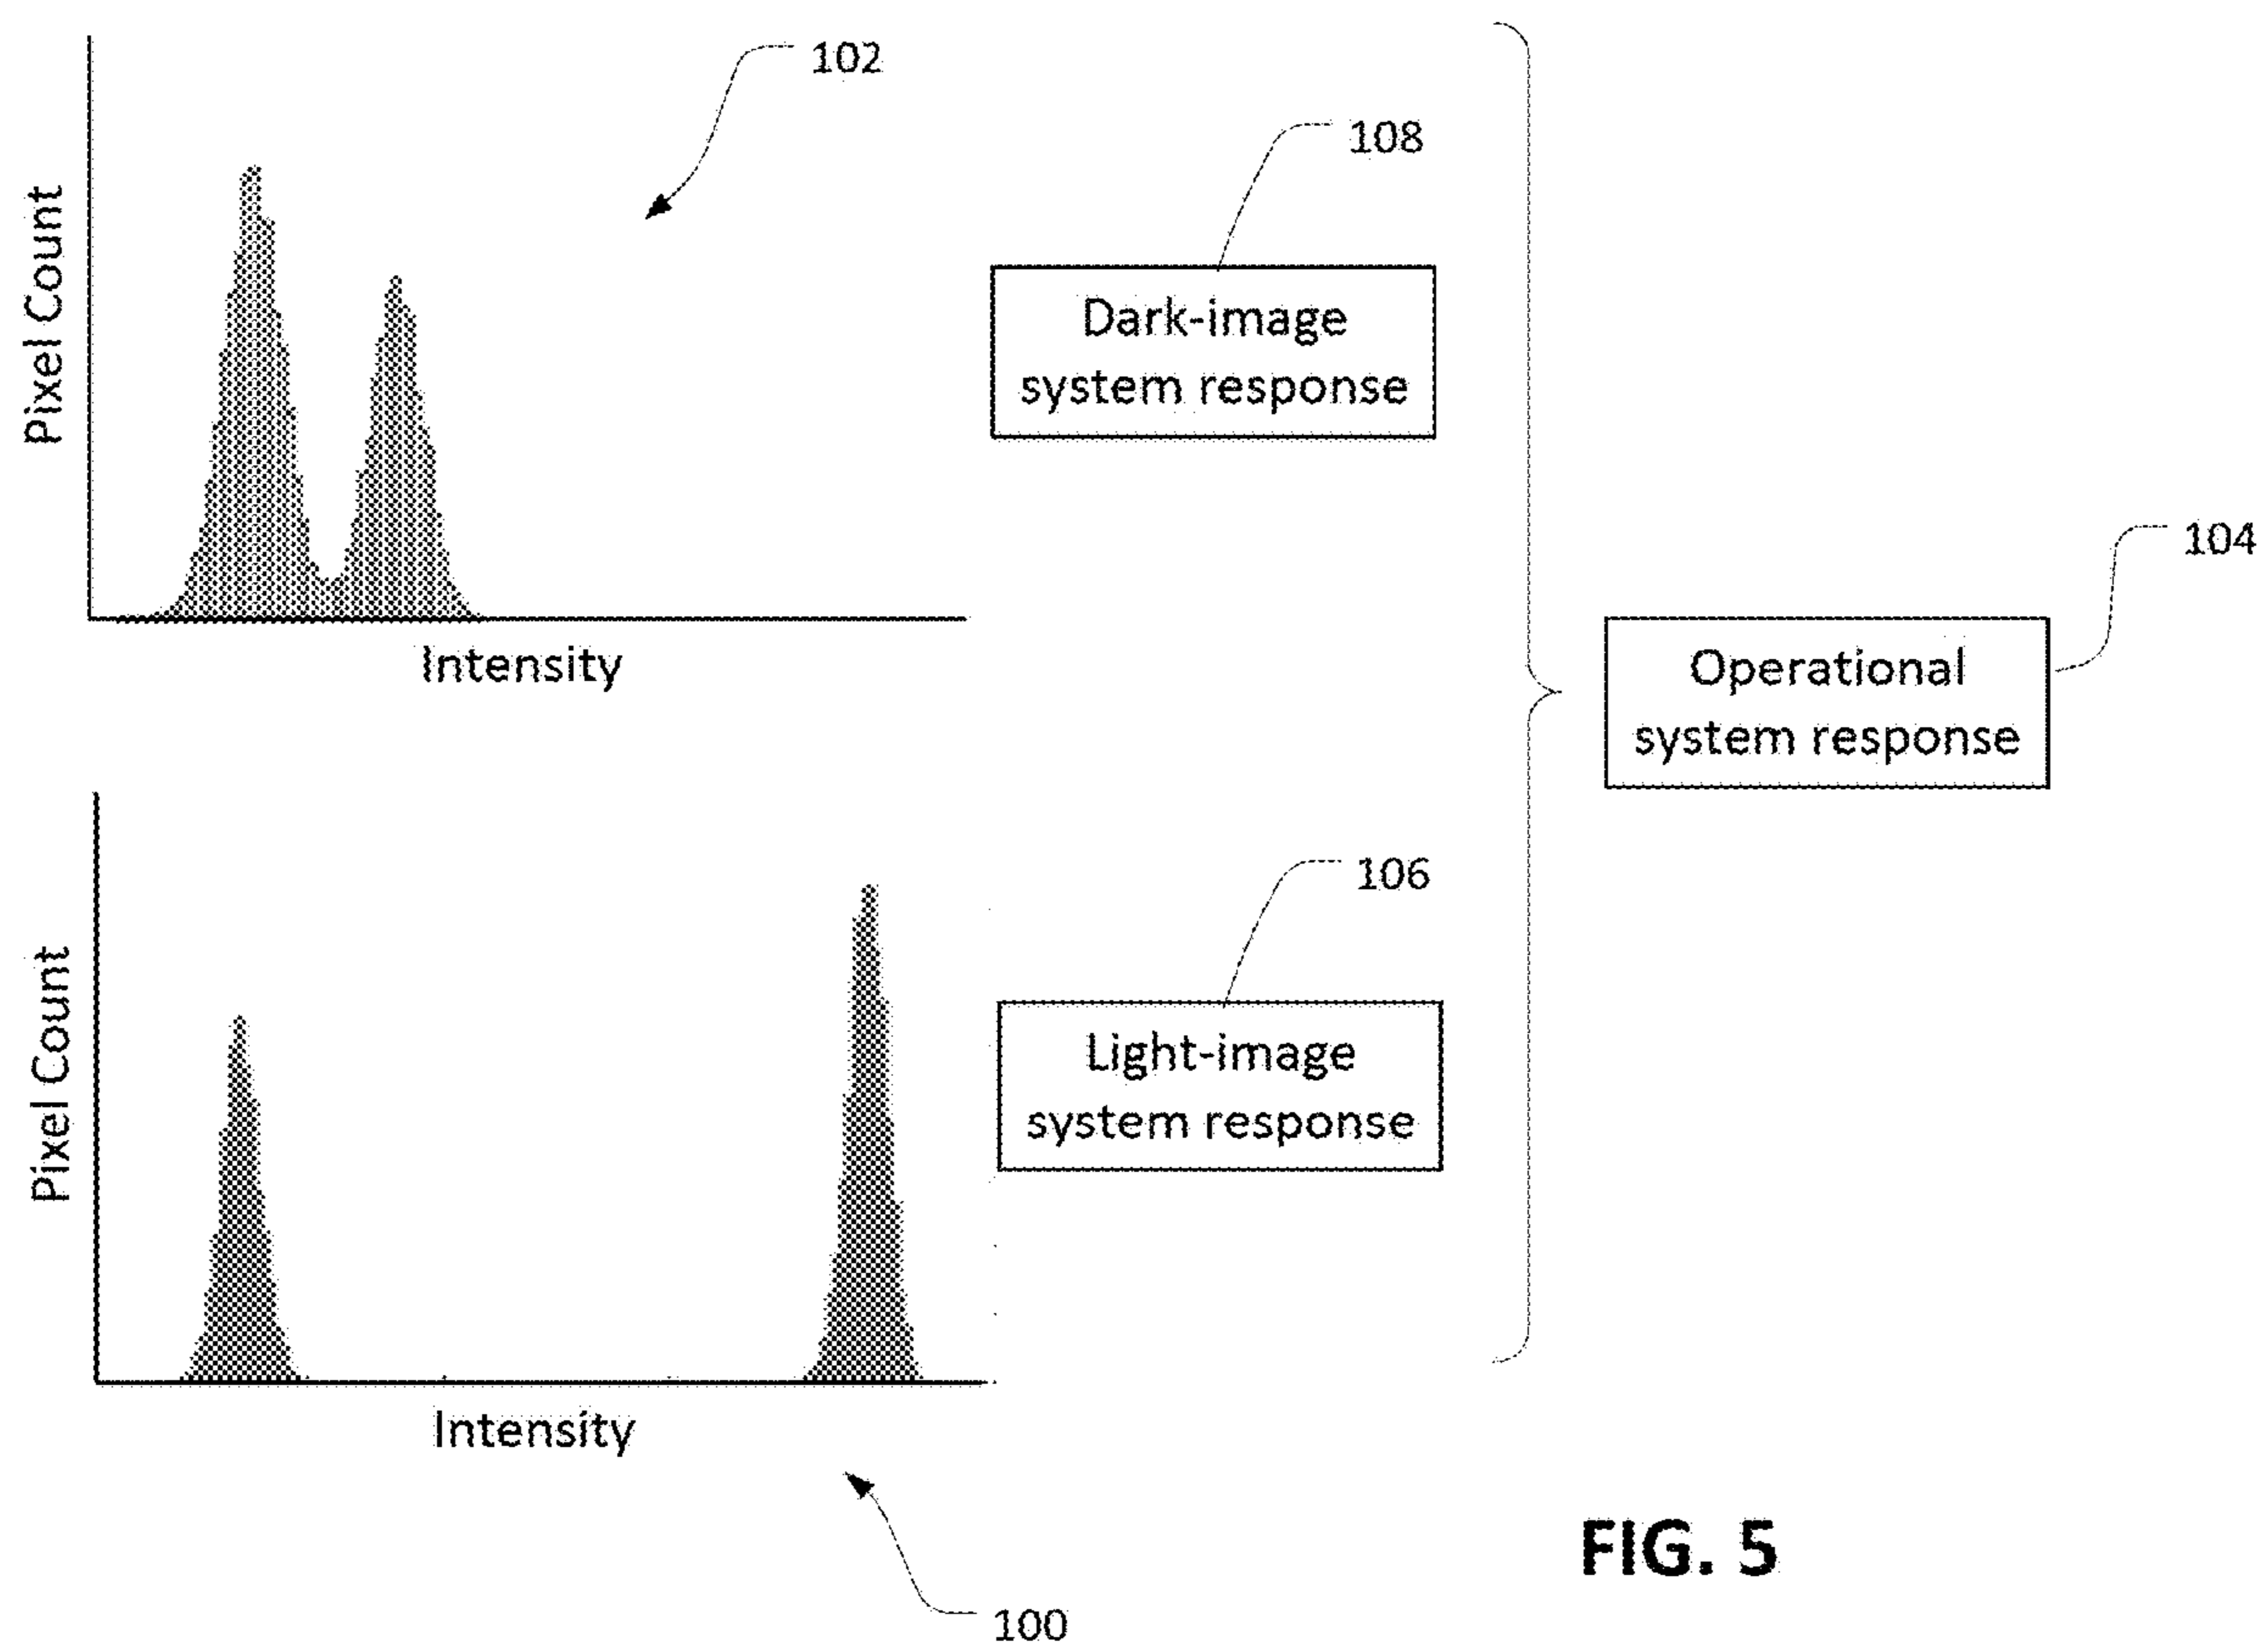 102
108
Pixel Count
Dark-image
system response
Intensity
104
Operational
system response
106
Pixel Count
Light-image
system response
Intensity
100
FIG. 5